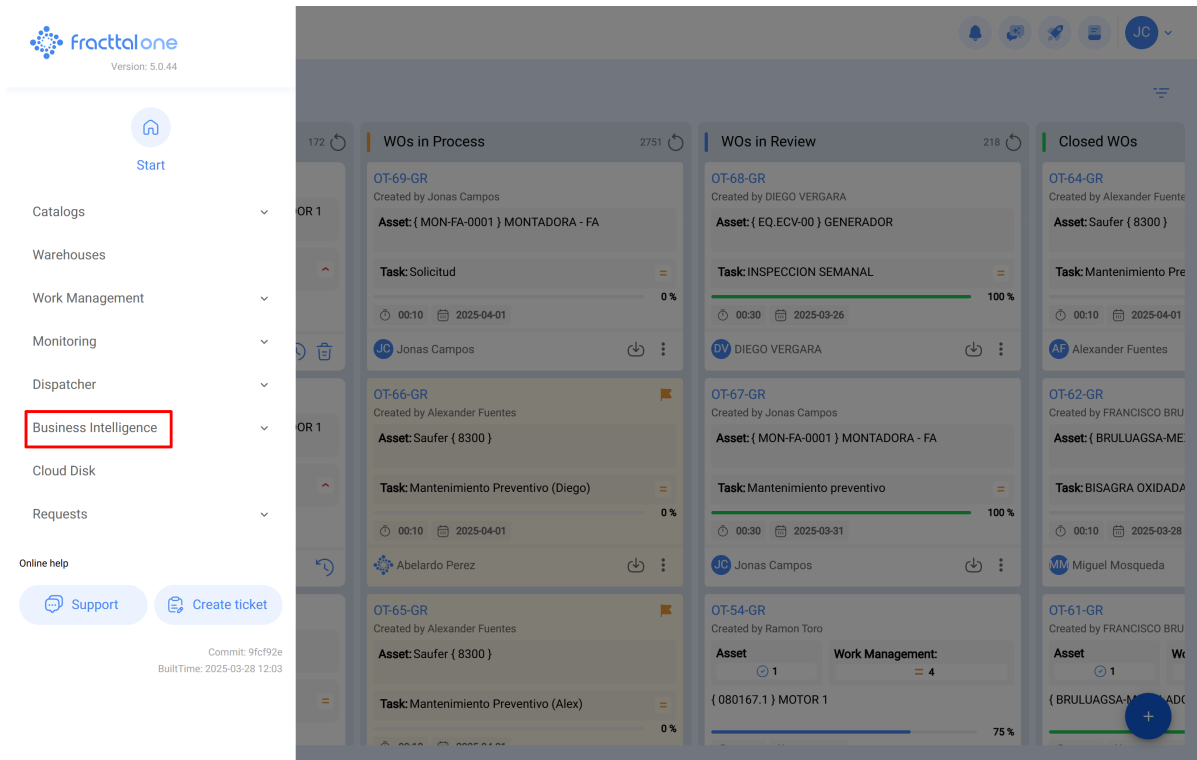 fracttal one
Version: 5.0.44
Start
Catalogs
Warehouses
Work Management
Monitoring
Dispatcher
Business Intelligence
Cloud Disk
Requests
Online help
Support
Create ticket
Commit: 9fcf92e
BuiltTime: 2025-03-28 12:03
JC
172
OR 1
OR 1
WOs in Process 2751
OT-69-GR
Created by Jonas Campos
Asset: { MON-FA-0001 } MONTADORA - FA
Task: Solicitud
0 %
00:10 2025-04-01
JC Jonas Campos
OT-66-GR
Created by Alexander Fuentes
Asset: Saufer { 8300 }
Task: Mantenimiento Preventivo (Diego)
0 %
00:10 2025-04-01
Abelardo Perez
OT-65-GR
Created by Alexander Fuentes
Asset: Saufer { 8300 }
Task: Mantenimiento Preventivo (Alex)
0 %
WOs in Review 218
OT-68-GR
Created by DIEGO VERGARA
Asset: { EQ.ECV-00 } GENERADOR
Task: INSPECCION SEMANAL
100 %
00:30 2025-03-26
DV DIEGO VERGARA
OT-67-GR
Created by Jonas Campos
Asset: { MON-FA-0001 } MONTADORA - FA
Task: Mantenimiento preventivo
100 %
00:30 2025-03-31
JC Jonas Campos
OT-54-GR
Created by Ramon Toro
Asset Work Management:
1 4
{ 080167.1 } MOTOR 1
75 %
Closed WOs
OT-64-GR
Created by Alexander Fuente
Asset: Saufer { 8300 }
Task: Mantenimiento Pre
00:10 2025-04-01
AF Alexander Fuentes
OT-62-GR
Created by FRANCISCO BRU
Asset: { BRULUAGSA-ME
Task: BISAGRA OXIDADA
00:10 2025-03-28
MM Miguel Mosqueda
OT-61-GR
Created by FRANCISCO BRU
Asset
1